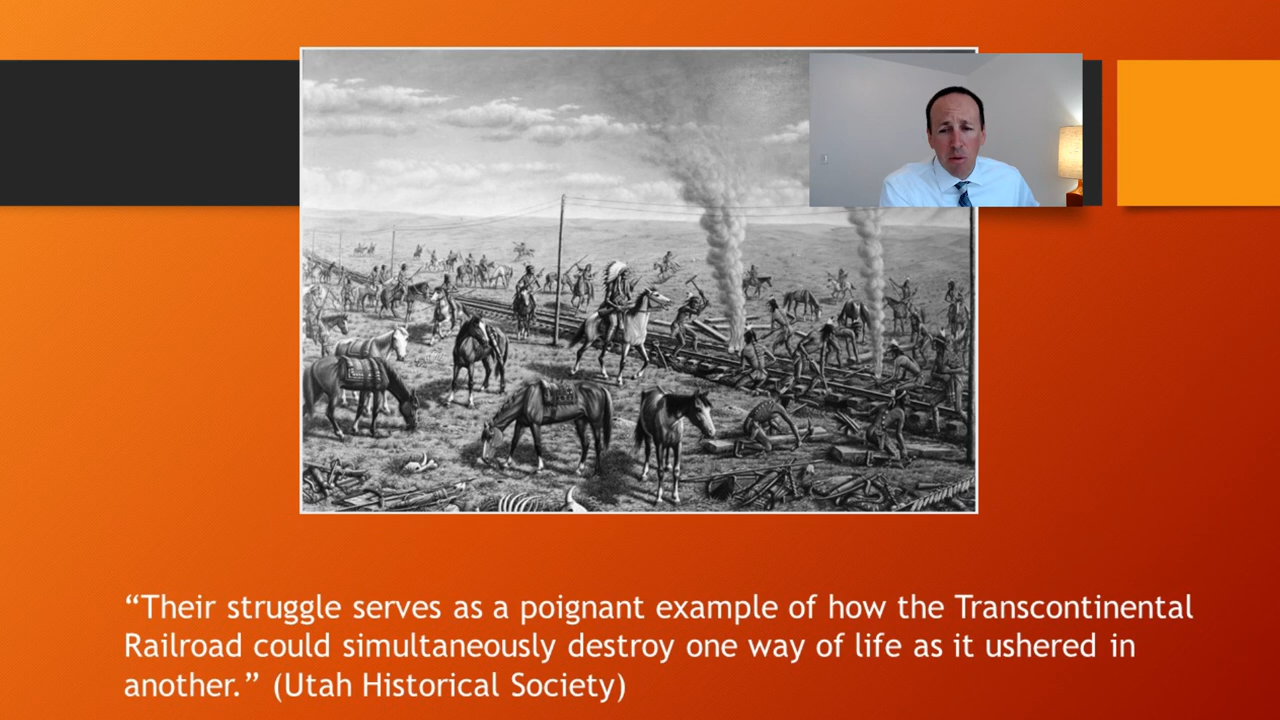 “Their struggle serves as a poignant example of how the Transcontinental
Railroad could simultaneously destroy one way of life as it ushered in
another.” (Utah Historical Society)